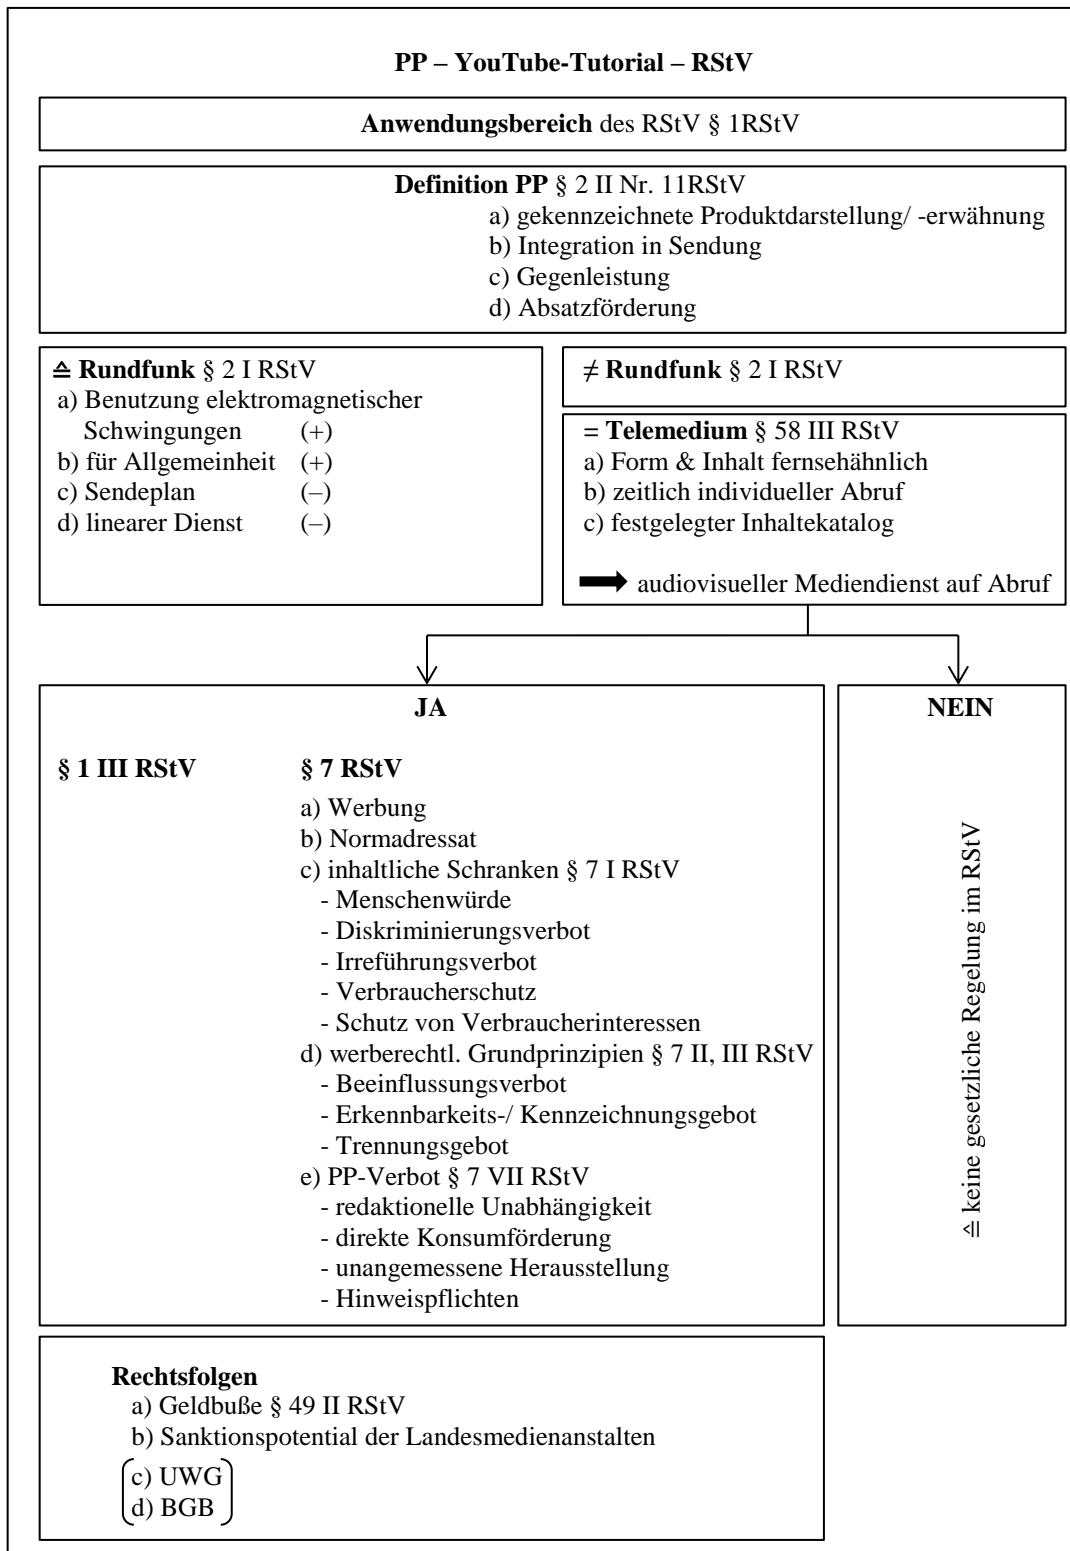 PP – YouTube-Tutorial – RStV
Anwendungsbereich des RStV § 1RStV
Definition PP § 2 II Nr. 11RStV
a) gekennzeichnete Produktdarstellung/ -erwähnung
b) Integration in Sendung
c) Gegenleistung
d) Absatzförderung
≙ Rundfunk § 2 I RStV
a) Benutzung elektromagnetischer
Schwingungen (+)
b) für Allgemeinheit (+)
c) Sendeplan (–)
d) linearer Dienst (–)
≠ Rundfunk § 2 I RStV
= Telemedium § 58 III RStV
a) Form & Inhalt fernsehähnlich
b) zeitlich individueller Abruf
c) festgelegter Inhaltekatalog
➡ audiovisueller Mediendienst auf Abruf
JA
§ 1 III RStV
§ 7 RStV
a) Werbung
b) Normadressat
c) inhaltliche Schranken § 7 I RStV
- Menschenwürde
- Diskriminierungsverbot
- Irreführungsverbot
- Verbraucherschutz
- Schutz von Verbraucherinteressen
d) werberechtl. Grundprinzipien § 7 II, III RStV
- Beeinflussungsverbot
- Erkennbarkeits-/ Kennzeichnungsgebot
- Trennungsgebot
e) PP-Verbot § 7 VII RStV
- redaktionelle Unabhängigkeit
- direkte Konsumförderung
- unangemessene Herausstellung
- Hinweispflichten
NEIN
≙ keine gesetzliche Regelung im RStV
Rechtsfolgen
a) Geldbuße § 49 II RStV
b) Sanktionspotential der Landesmedienanstalten
c) UWG
d) BGB